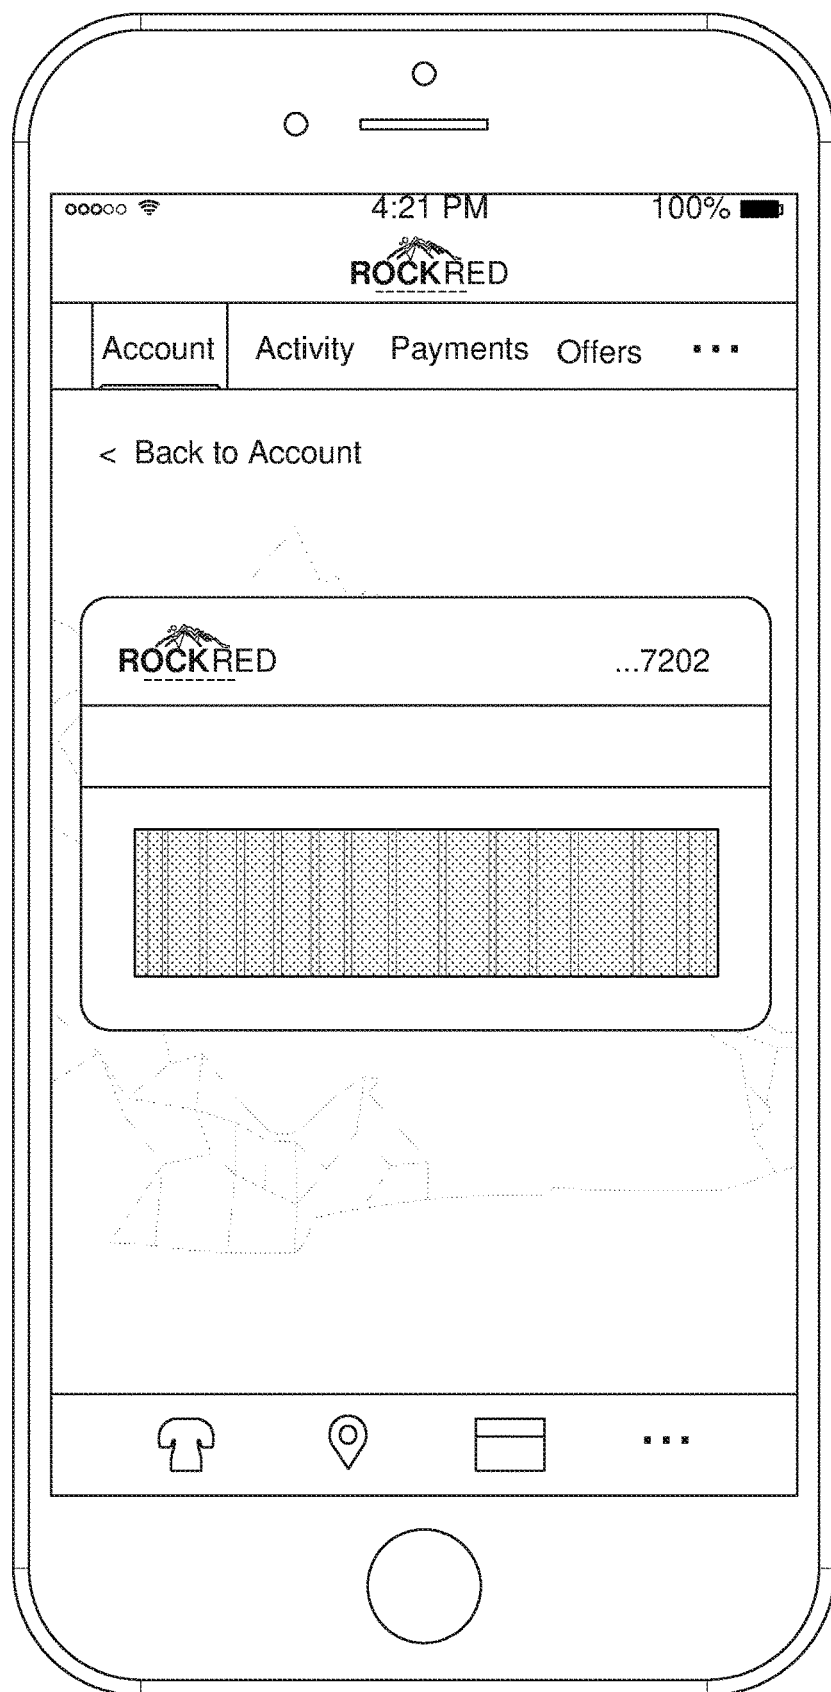 4:21 PM 100%
ROCKRED
Account Activity Payments Offers ...
< Back to Account
ROCKRED ...7202